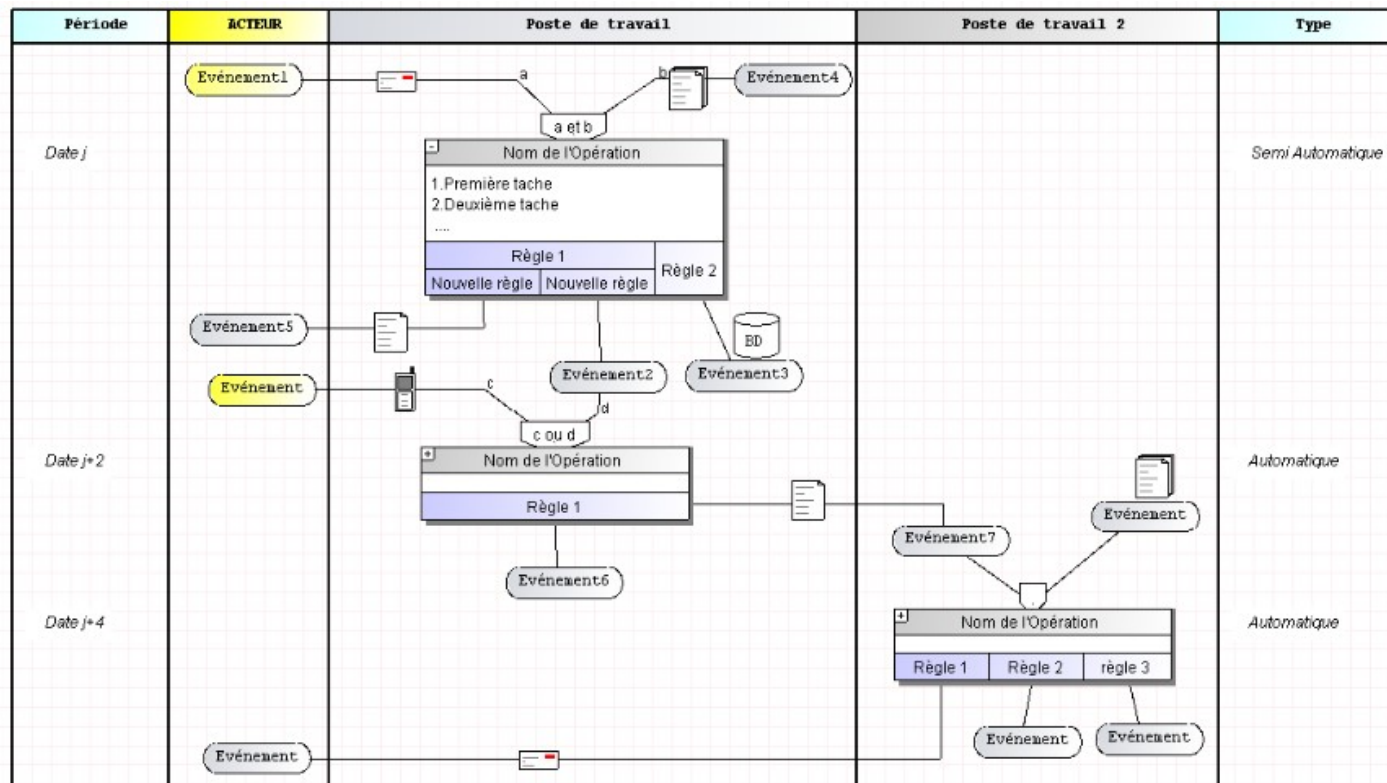 Période
ACTEUR
Poste de travail
Poste de travail 2
Type
Evénement1
a
b
Evénement4
a et b
Date j
Nom de l'Opération
Semi Automatique
1.Première tache
2.Deuxième tache
....
Règle 1
Règle 2
Nouvelle règle
Nouvelle règle
Evénement5
BD
Evénement2
Evénement3
Evénement
c
d
c ou d
Date j+2
Nom de l'Opération
Automatique
Règle 1
Evénement
Evénement7
Evénement6
Date j+4
Nom de l'Opération
Automatique
Règle 1
Règle 2
règle 3
Evénement
Evénement
Evénement